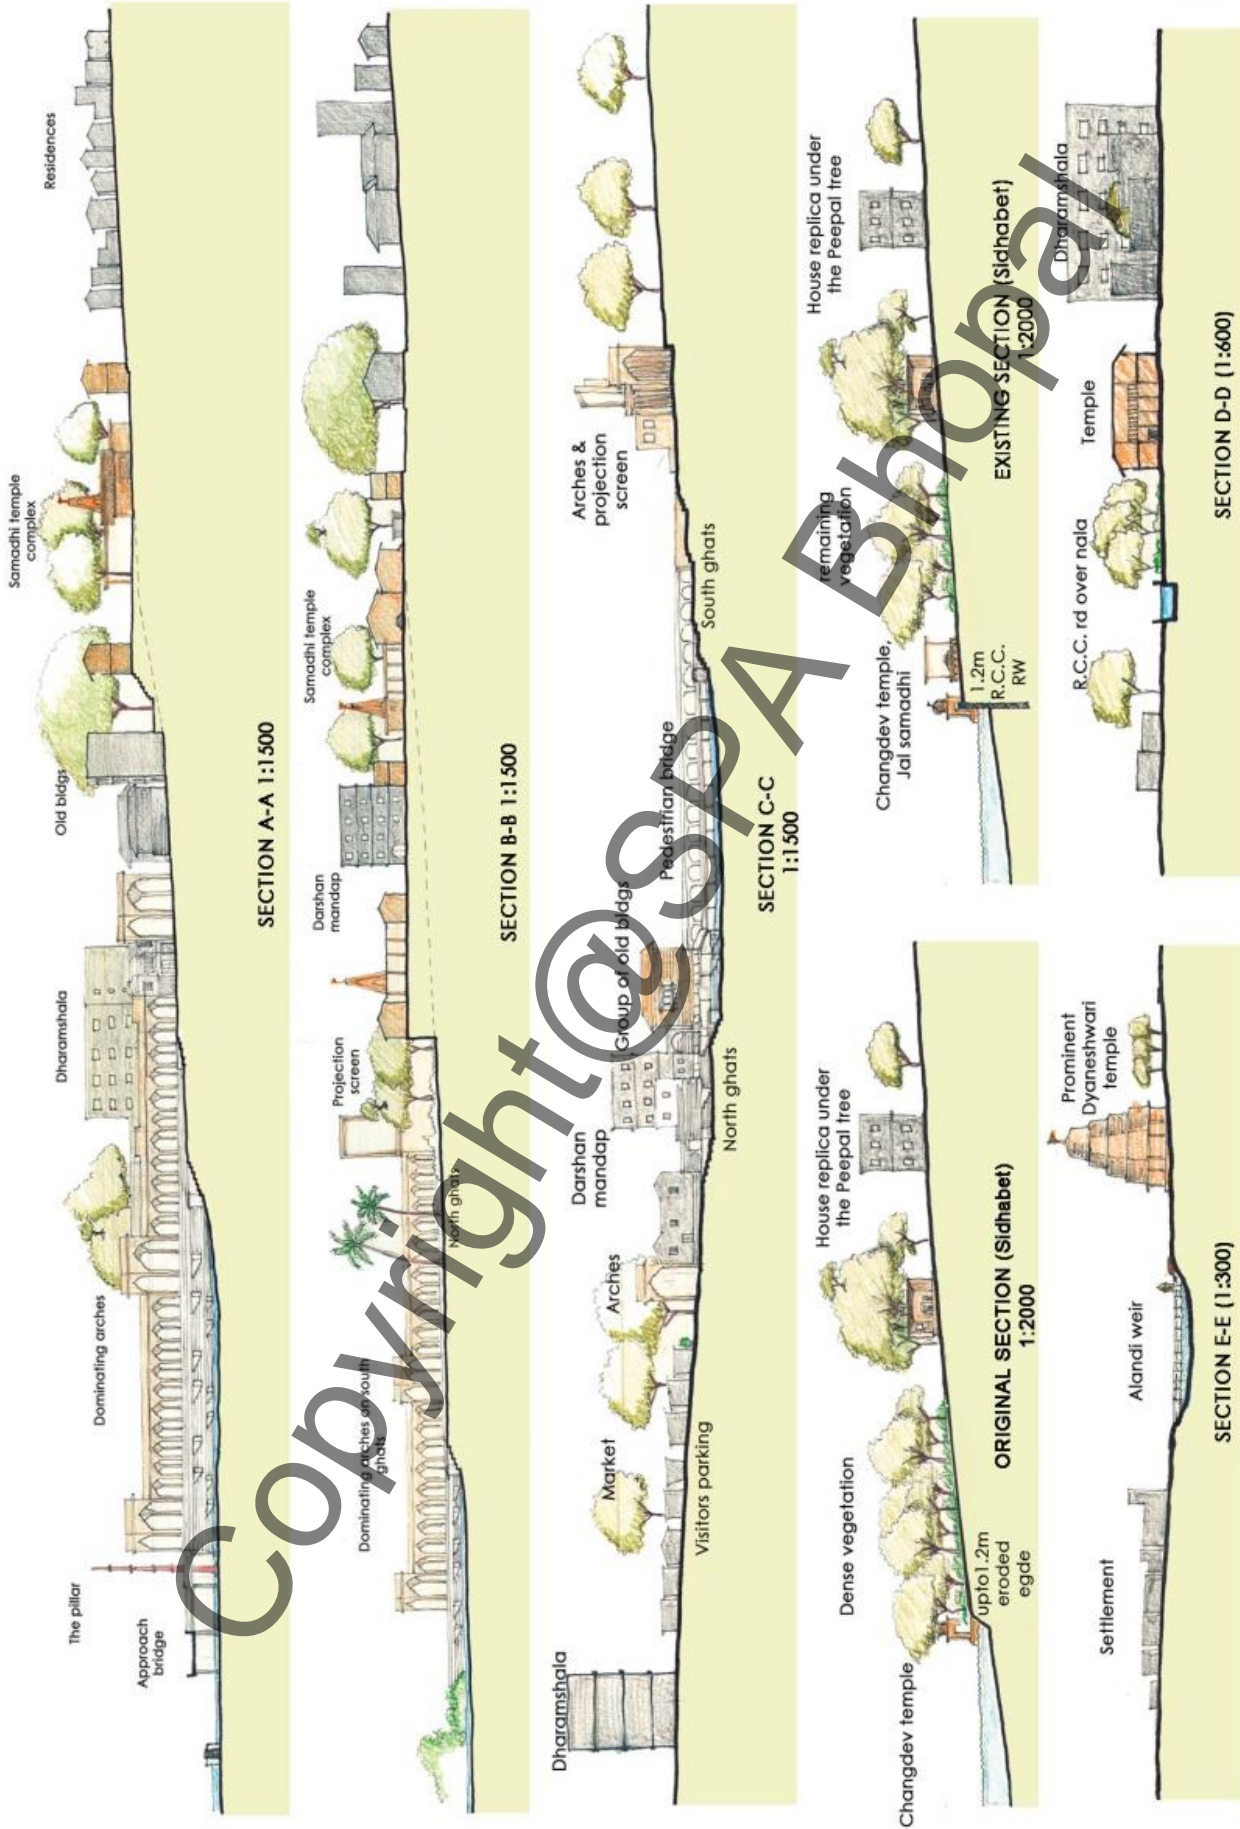 The pillar
Approach
bridge
Dominating arches
Dharamshala
Old bldgs
Samadhi temple
complex
Residences
SECTION A-A 1:1500
Dominating arches on south
ghats
North ghats
Projection
screen
Darshan
mandap
Samadhi temple
complex
SECTION B-B 1:1500
Dharamshala
Market
Visitors parking
Arches
Darshan
mandap
North ghats
Group of old bldgs
Pedestrian bridge
South ghats
Arches &
projection
screen
SECTION C-C
1:1500
Changdev temple
Dense vegetation
upto1.2m
eroded
egde
House replica under
the Peepal tree
ORIGINAL SECTION (Sidhabet)
1:2000
Changdev temple,
Jal samadhi
1.2m
R.C.C.
RW
remaining
vegetation
House replica under
the Peepal tree
EXISTING SECTION (Sidhabet)
1:2000
Settlement
Alandi weir
Prominent
Dyaneshwari
temple
SECTION E-E (1:300)
R.C.C. rd over nala
Temple
Dharamshala
SECTION D-D (1:600)
Copyright@SPA Bhopal